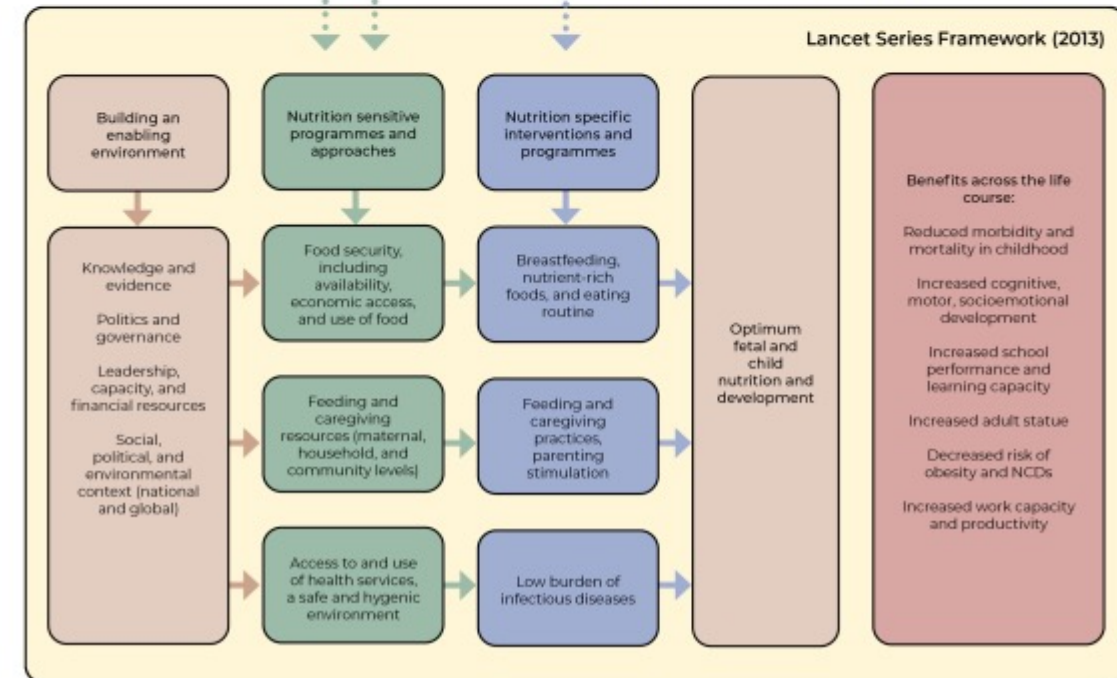 Lancet Series Framework (2013)
Building an
enabling
environment
Nutrition sensitive
programmes and
approaches
Nutrition specific
interventions and
programmes
Knowledge and
evidence
Politics and
governance
Leadership,
capacity, and
financial resources
Social,
political, and
environmental
context (national
and global)
Food security,
including
availability,
economic access,
and use of food
Breastfeeding,
nutrient-rich
foods, and eating
routine
Feeding and
caregiving
resources (maternal,
household, and
community levels)
Feeding and
caregiving
practices,
parenting
stimulation
Access to and use
of health services,
a safe and hygenic
environment
Low burden of
infectious diseases
Optimum
fetal and
child
nutrition and
development
Benefits across the life
course:
Reduced morbidity and
mortality in childhood
Increased cognitive,
motor, socioemotional
development
Increased school
performance and
learning capacity
Increased adult statue
Decreased risk of
obesity and NCDs
Increased work capacity
and productivity